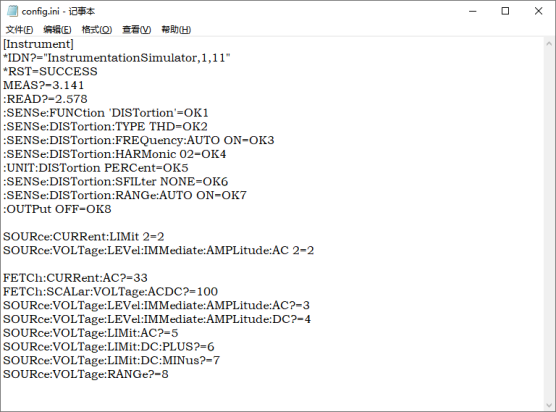 config.ini - 记事本
文件(F) 编辑(E) 格式(O) 查看(V) 帮助(H)
[Instrument]
*IDN?="InstrumentationSimulator,1,11"
*RST=SUCCESS
MEAS?=3.141
:READ?=2.578
:SENSe:FUNCtion 'DISTortion'=OK1
:SENSe:DISTortion:TYPE THD=OK2
:SENSe:DISTortion:FREQuency:AUTO ON=OK3
:SENSe:DISTortion:HARMonic 02=OK4
:UNIT:DISTortion PERCent=OK5
:SENSe:DISTortion:SFILter NONE=OK6
:SENSe:DISTortion:RANGe:AUTO ON=OK7
:OUTPut OFF=OK8
SOURce:CURRent:LIMit 2=2
SOURce:VOLTage:LEVel:IMMediate:AMPLitude:AC 2=2
FETCh:CURRent:AC?=33
FETCh:SCALar:VOLTage:ACDC?=100
SOURce:VOLTage:LEVel:IMMediate:AMPLitude:AC?=3
SOURce:VOLTage:LEVel:IMMediate:AMPLitude:DC?=4
SOURce:VOLTage:LIMit:AC?=5
SOURce:VOLTage:LIMit:DC:PLUS?=6
SOURce:VOLTage:LIMit:DC:MINus?=7
SOURce:VOLTage:RANGe?=8